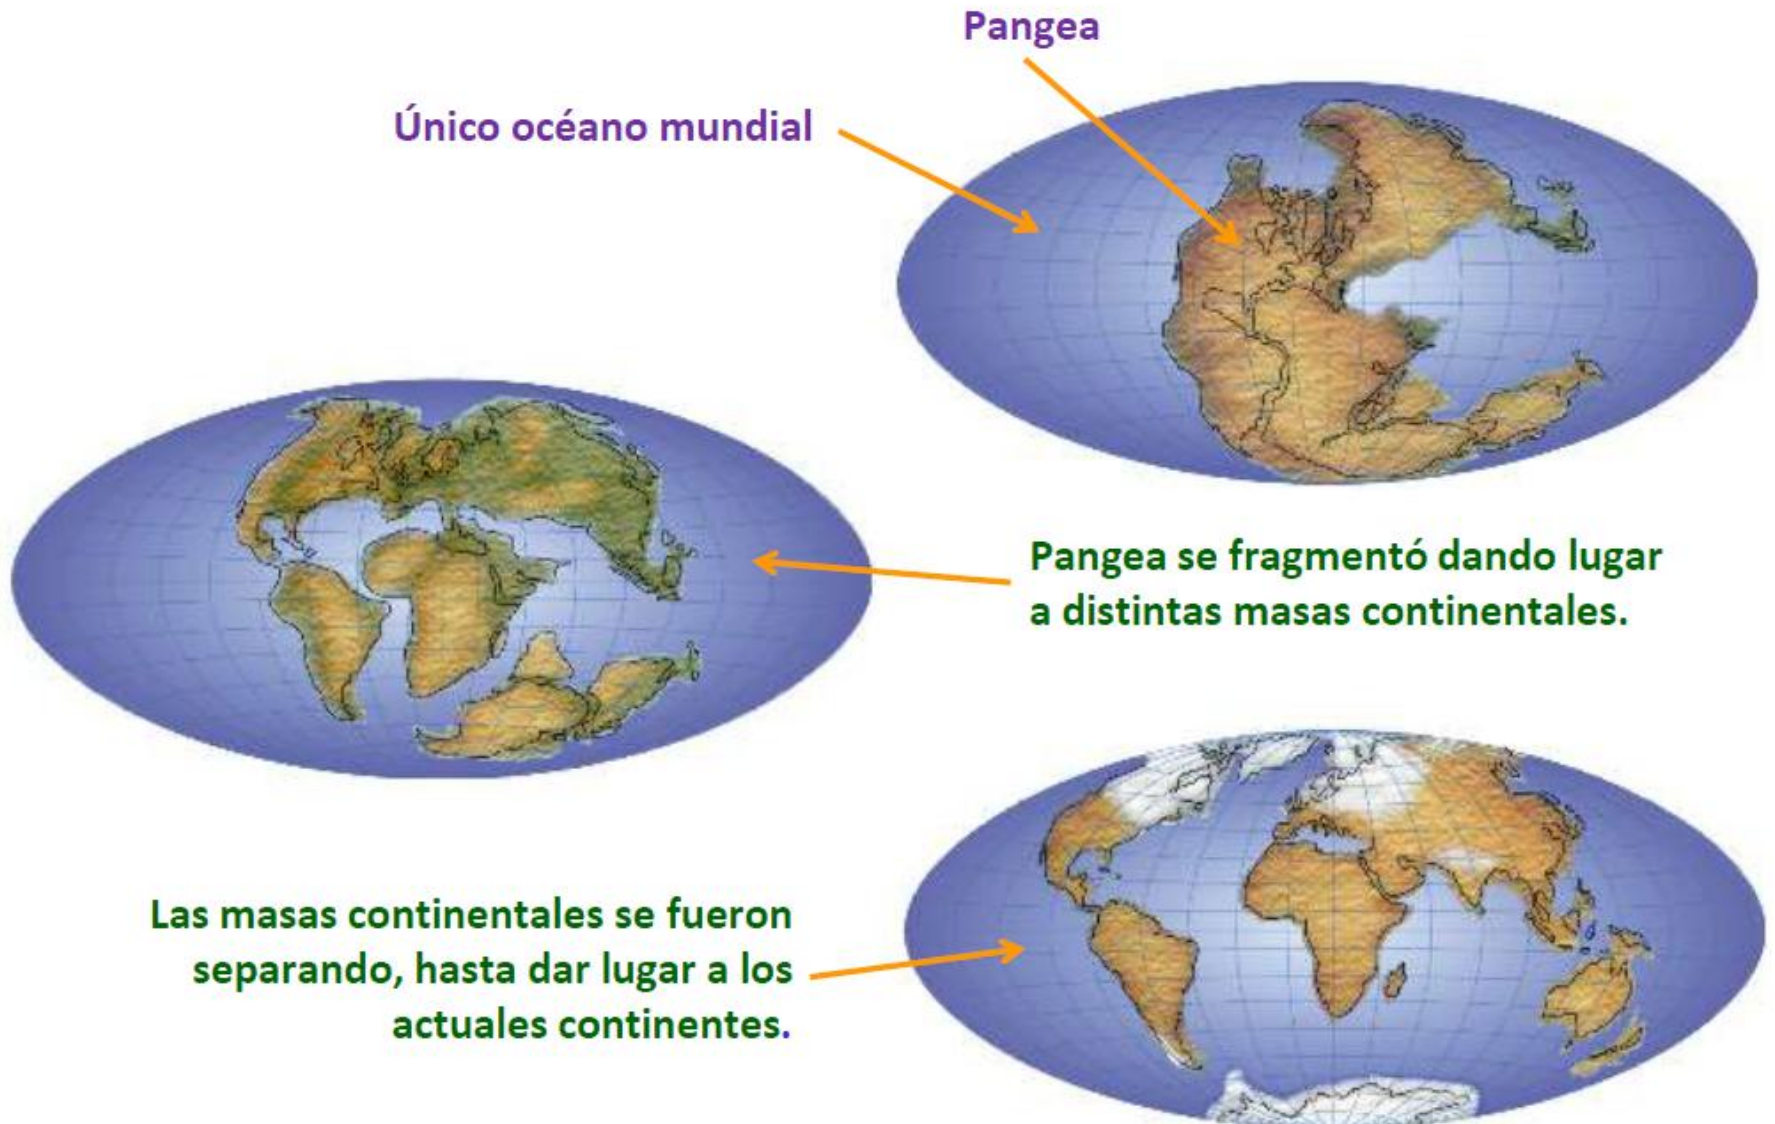 Pangea
Único océano mundial
Pangea se fragmentó dando lugar
a distintas masas continentales.
Las masas continentales se fueron
separando, hasta dar lugar a los
actuales continentes.